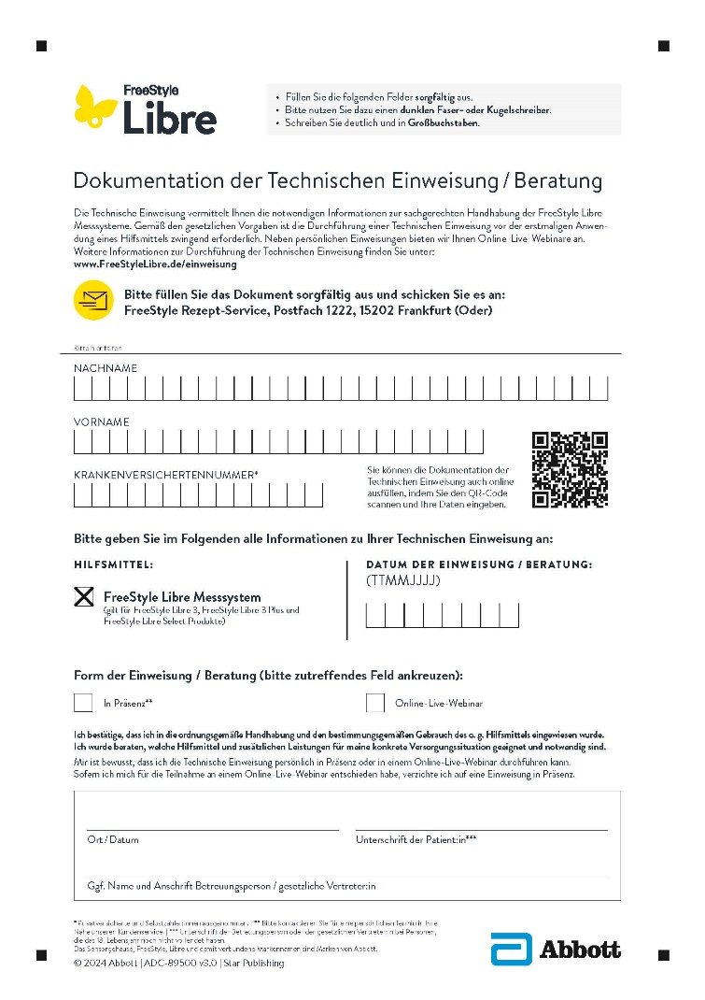 FreeStyle
Libre
• Füllen Sie die folgenden Felder sorgfältig aus.
• Bitte nutzen Sie dazu einen dunklen Faser- oder Kugelschreiber.
• Schreiben Sie deutlich und in Großbuchstaben.
Dokumentation der Technischen Einweisung / Beratung
Die Technische Einweisung vermittelt Ihnen die notwendigen Informationen zur sachgerechten Handhabung der FreeStyle Libre
Messsysteme. Gemäß den gesetzlichen Vorgaben ist die Durchführung einer Technischen Einweisung vor der erstmaligen Anwen-
dung eines Hilfsmittels zwingend erforderlich. Neben persönlichen Einweisungen bieten wir Ihnen Online-Live-Webinare an.
Weitere Informationen zur Durchführung der Technischen Einweisung finden Sie unter:
www.FreeStyleLibre.de/einweisung
Bitte füllen Sie das Dokument sorgfältig aus und schicken Sie es an:
FreeStyle Rezept-Service, Postfach 1222, 15202 Frankfurt (Oder)
Bitte hier falten
NACHNAME
VORNAME
KRANKENVERSICHERTENNUMMER*
Sie können die Dokumentation der
Technischen Einweisung auch online
ausfüllen, indem Sie den QR-Code
scannen und Ihre Daten eingeben.
Bitte geben Sie im Folgenden alle Informationen zu Ihrer Technischen Einweisung an:
HILFSMITTEL:
FreeStyle Libre Messsystem
(gilt für FreeStyle Libre 3, FreeStyle Libre 3 Plus und
FreeStyle Libre Select Produkte)
DATUM DER EINWEISUNG / BERATUNG:
(TTMMJJJJ)
Form der Einweisung / Beratung (bitte zutreffendes Feld ankreuzen):
In Präsenz**
Online-Live-Webinar
Ich bestätige, dass ich in die ordnungsgemäße Handhabung und den bestimmungsgemäßen Gebrauch des o. g. Hilfsmittels eingewiesen wurde.
Ich wurde beraten, welche Hilfsmittel und zusätzlichen Leistungen für meine konkrete Versorgungssituation geeignet und notwendig sind.
Mir ist bewusst, dass ich die Technische Einweisung persönlich in Präsenz oder in einem Online-Live-Webinar durchführen kann.
Sofern ich mich für die Teilnahme an einem Online-Live-Webinar entschieden habe, verzichte ich auf eine Einweisung in Präsenz.
Ort / Datum
Unterschrift der Patient:in***
Ggf. Name und Anschrift Betreuungsperson / gesetzliche Vertreter:in
* Privatversicherte und Selbstzahler:innen ausgenommen. | ** Bitte kontaktieren Sie für eine persönlichen Termin in Ihre
Nähe unseren Kundenservice. | *** Unterschrift der Betreuungsperson oder der gesetzlichen Vertreter:in bei Personen,
die das 18. Lebensjahr noch nicht vollendet haben.
Das Sensorgehäuse, FreeStyle, Libre und damit verbundene Markennamen sind Marken von Abbott.
© 2024 Abbott | ADC-89500 v3.0 | Star Publishing
Abbott